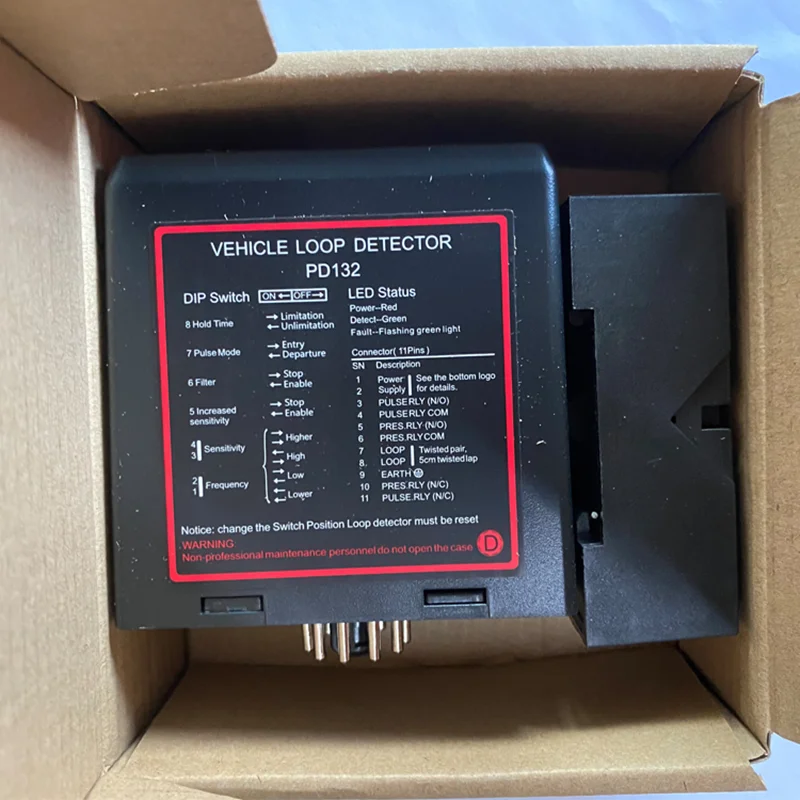 VEHICLE LOOP DETECTOR
PD132
DIP Switch ON ← OFF →
8 Hold Time → Limitation
← Unlimitation
7 Pulse Mode → Entry
← Departure
6 Filter → Stop
← Enable
5 Increased sensitivity → Stop
← Enable
4 3 Sensitivity
2 1 Frequency
Higher
High
Low
Lower
LED Status
Power--Red
Detect--Green
Fault--Flashing green light
Connector( 11Pins )
SN Description
1 Power
2 Supply
See the bottom logo
for details.
3 PULSE RLY (N/O)
4 PULSE RLY COM
5 PRES.RLY (N/O)
6 PRES.RLY COM
7 LOOP
8 LOOP
Twisted pair,
5cm twisted lap
9 EARTH
10 PRES.RLY (N/C)
11 PULSE.RLY (N/C)
Notice: change the Switch Position Loop detector must be reset
WARNING:
Non-professional maintenance personnel do not open the case D